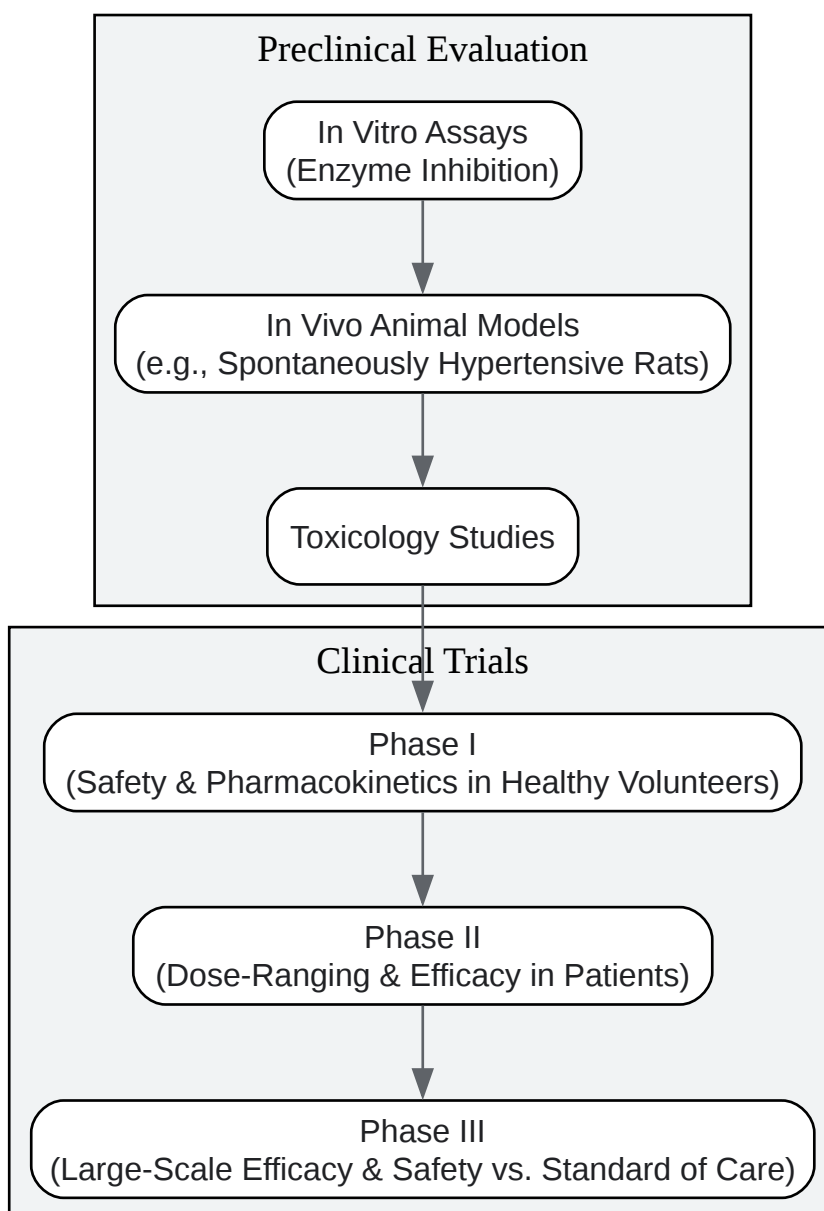 Preclinical Evaluation
In Vitro Assays
(Enzyme Inhibition)
In Vivo Animal Models
(e.g., Spontaneously Hypertensive Rats)
Toxicology Studies
Clinical Trials
Phase I
(Safety & Pharmacokinetics in Healthy Volunteers)
Phase II
(Dose-Ranging & Efficacy in Patients)
Phase III
(Large-Scale Efficacy & Safety vs. Standard of Care)